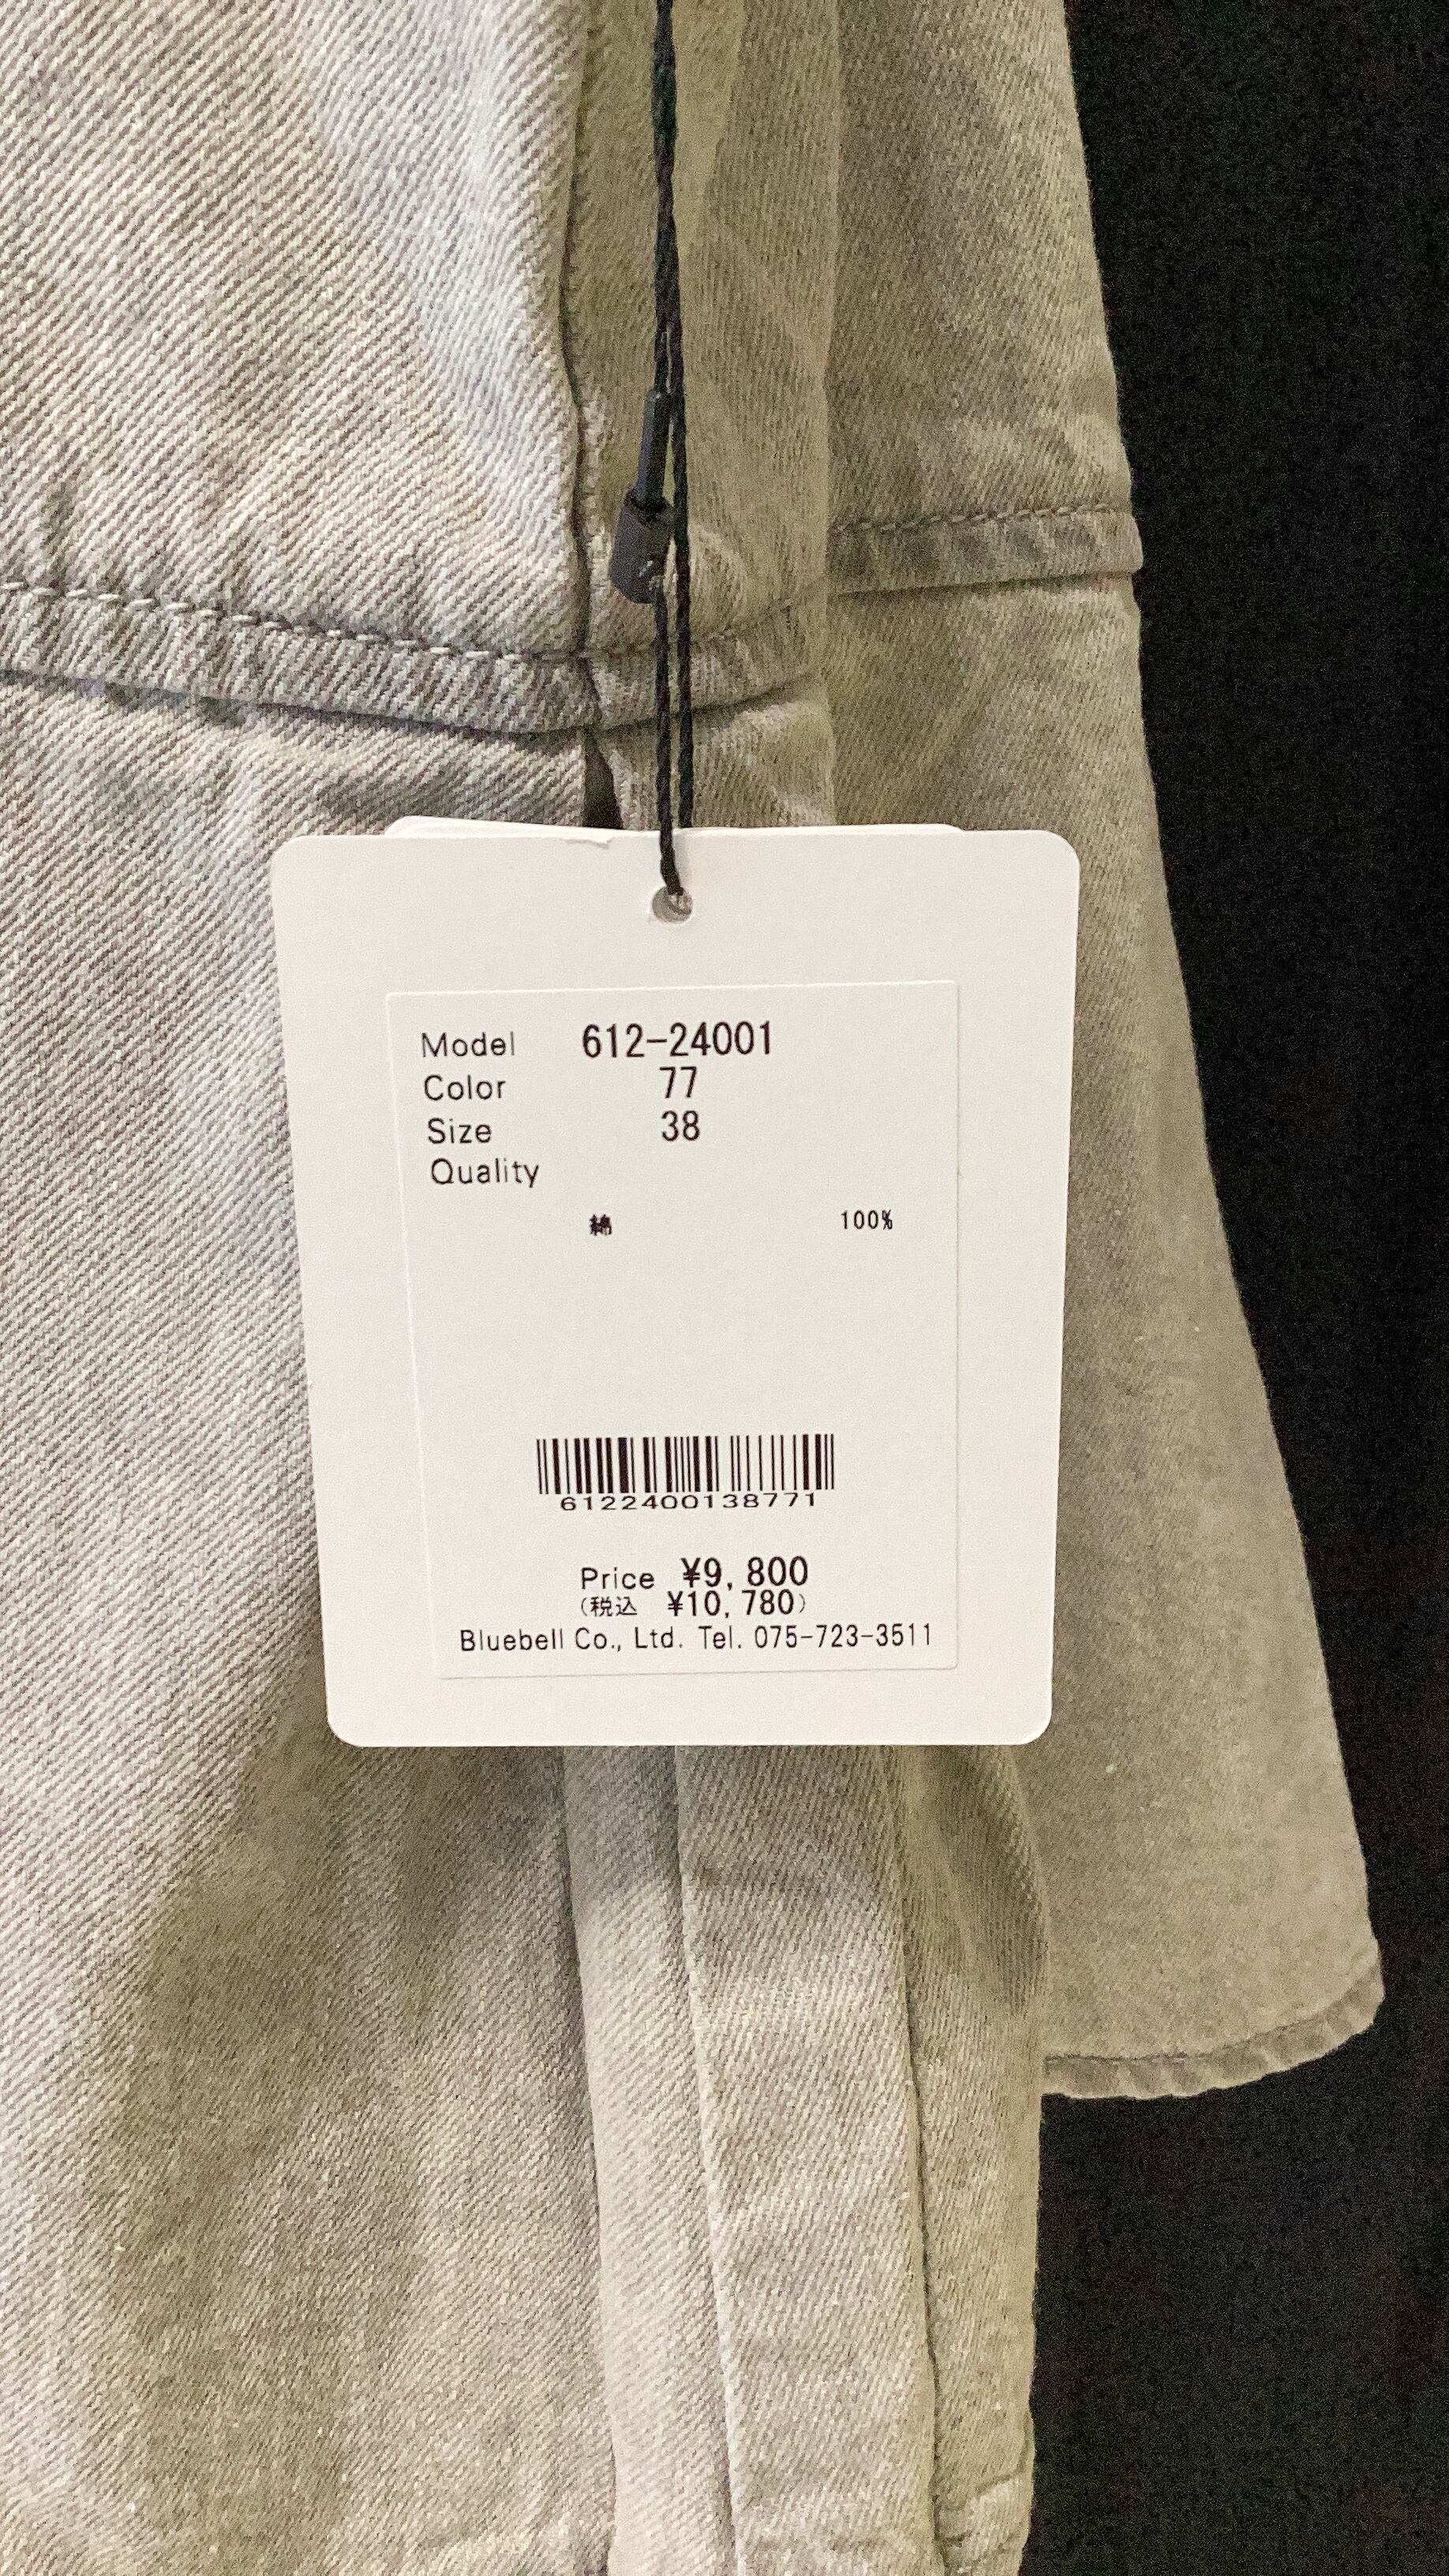 Model 612-24001
Color 77
Size 38
Quality
綿 100%
6122400138771
Price ¥9,800
(税込 ¥10,780)
Bluebell Co., Ltd. Tel. 075-723-3511